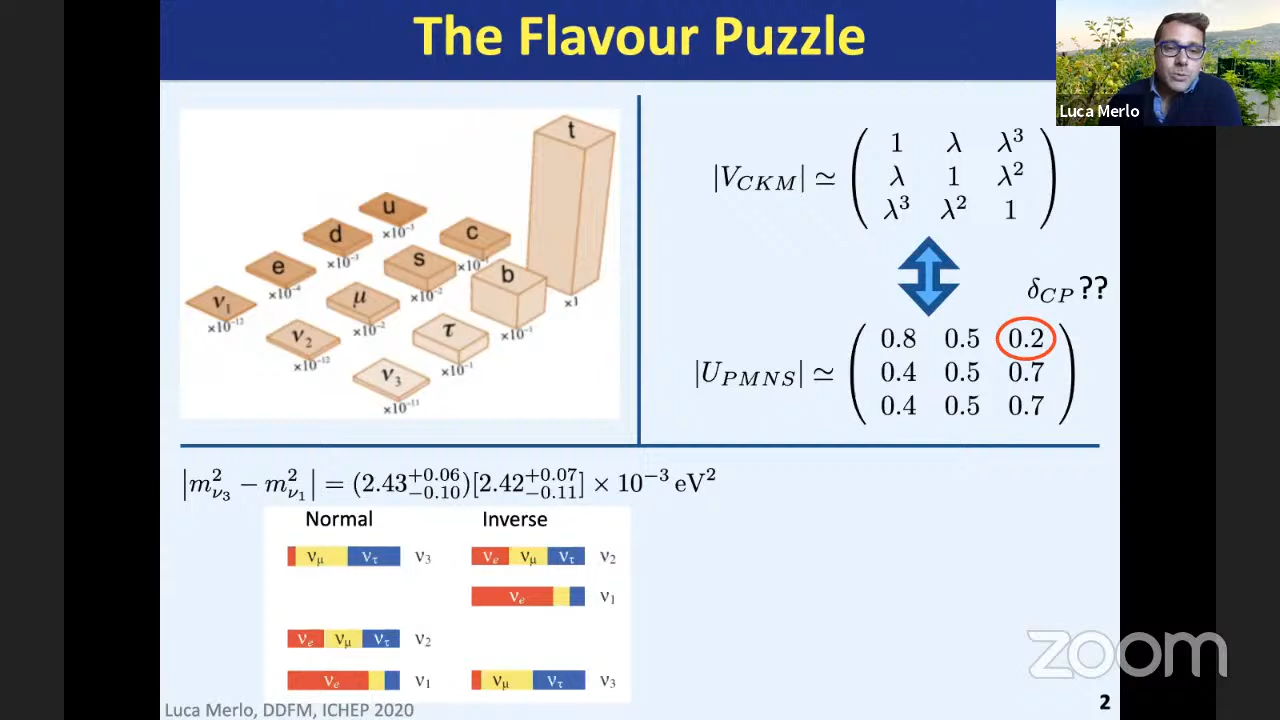 The Flavour Puzzle
Luca Merlo
t
u
×10⁻⁵
d
×10⁻⁵
c
e
×10⁻⁶
s
×10⁻²
b
×10⁻¹
×1
ν₁
×10⁻¹²
μ
×10⁻²
ν₂
×10⁻¹²
τ
×10⁻¹
ν₃
×10⁻¹¹
|V_CKM| ≃
1 λ λ³
λ 1 λ²
λ³ λ² 1
δ_CP ??
|U_PMNS| ≃
0.8 0.5 0.2
0.4 0.5 0.7
0.4 0.5 0.7
|m²_ν₃ − m²_ν₁| = (2.43 +0.06 −0.10)[2.42 +0.07 −0.11] × 10⁻³ eV²
Normal Inverse
ν_μ ν_τ ν₃ ν_e ν_μ ν_τ ν₂
ν_e ν₁
ν_e ν_μ ν_τ ν₂
ν_e ν₁ ν_μ ν_τ ν₃
zoom
Luca Merlo, DDFM, ICHEP 2020
2